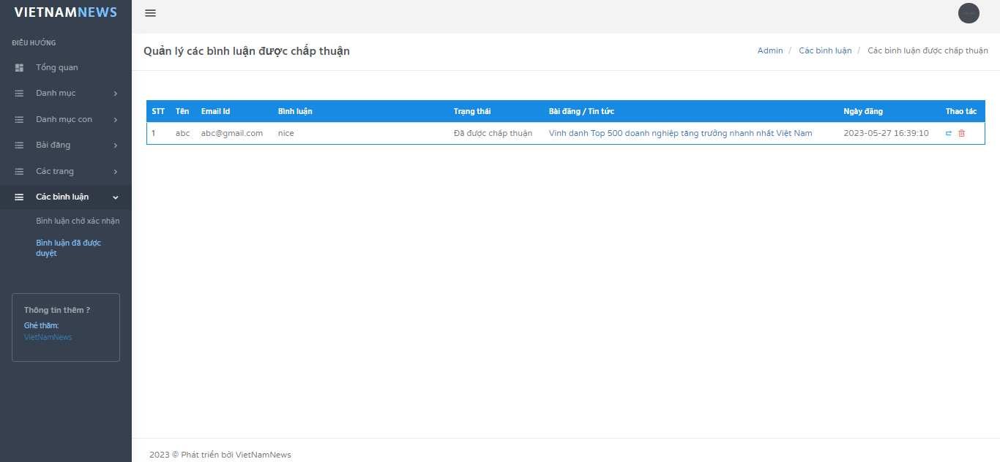 VIETNAMNEWS
ĐIỀU HƯỚNG
Tổng quan
Danh mục
Danh mục con
Bài đăng
Các trang
Các bình luận
Bình luận chờ xác nhận
Bình luận đã được
duyệt
Thông tin thêm ?
Ghé thăm:
VietNamNews
Quản lý các bình luận được chấp thuận
Admin / Các bình luận / Các bình luận được chấp thuận
STT Tên Email Id Bình luận Trạng thái Bài đăng / Tin tức Ngày đăng Thao tác
1 abc abc@gmail.com nice Đã được chấp thuận Vinh danh Top 500 doanh nghiệp tăng trưởng nhanh nhất Việt Nam 2023-05-27 16:39:10
2023 © Phát triển bởi VietNamNews